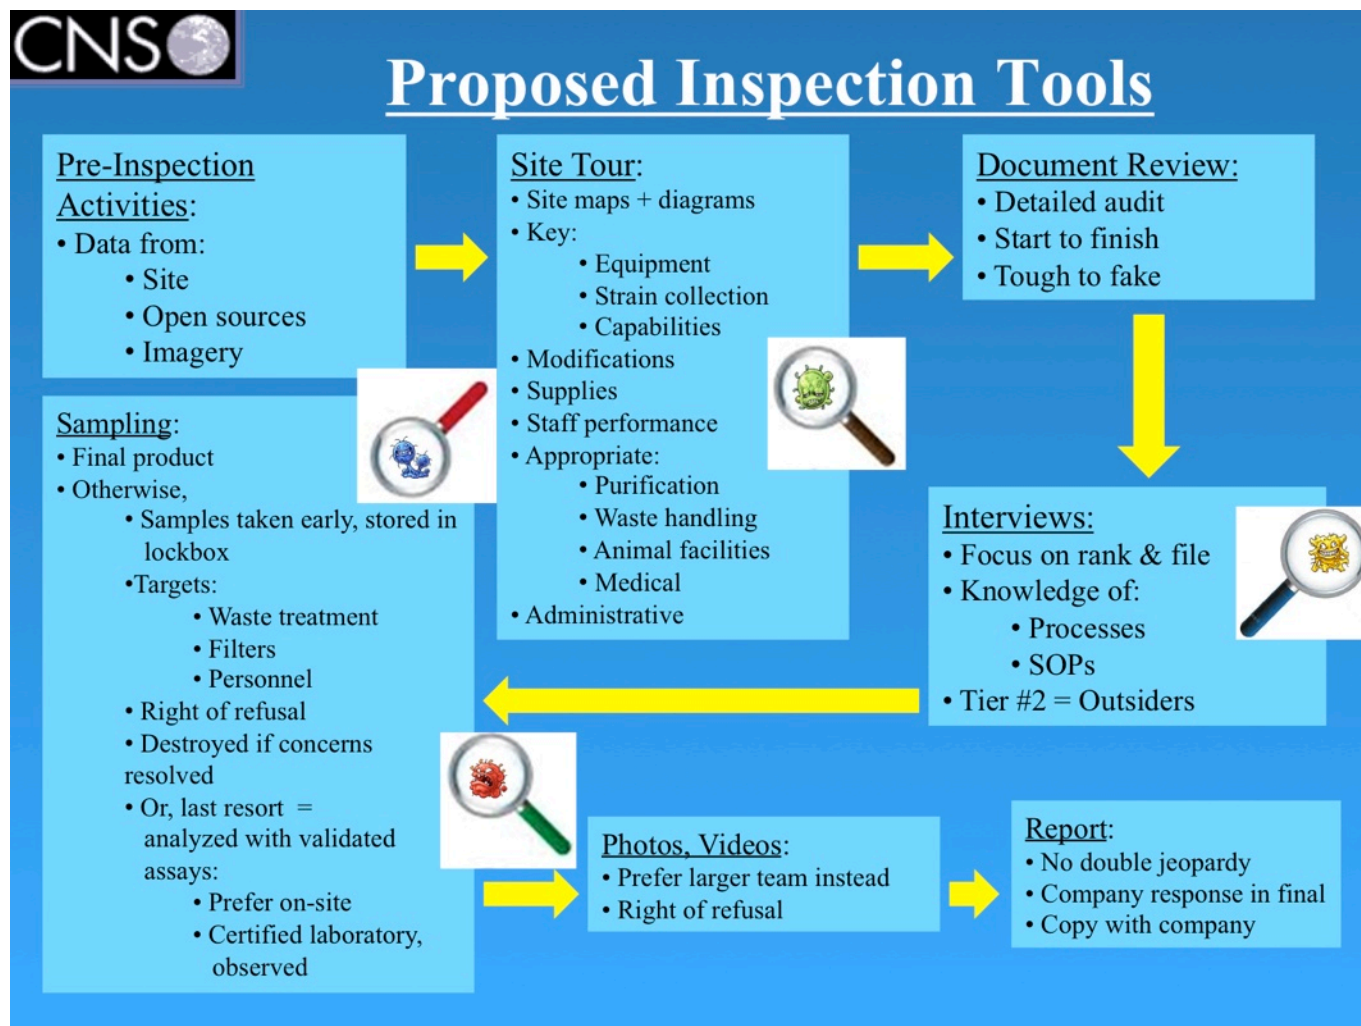 CNS
Proposed Inspection Tools
Pre-Inspection
Activities:
• Data from:
• Site
• Open sources
• Imagery
Site Tour:
• Site maps + diagrams
• Key:
• Equipment
• Strain collection
• Capabilities
• Modifications
• Supplies
• Staff performance
• Appropriate:
• Purification
• Waste handling
• Animal facilities
• Medical
• Administrative
Document Review:
• Detailed audit
• Start to finish
• Tough to fake
Interviews:
• Focus on rank & file
• Knowledge of:
• Processes
• SOPs
• Tier #2 = Outsiders
Sampling:
• Final product
• Otherwise,
• Samples taken early, stored in
lockbox
•Targets:
• Waste treatment
• Filters
• Personnel
• Right of refusal
• Destroyed if concerns
resolved
• Or, last resort =
analyzed with validated
assays:
• Prefer on-site
• Certified laboratory,
observed
Photos, Videos:
• Prefer larger team instead
• Right of refusal
Report:
• No double jeopardy
• Company response in final
• Copy with company